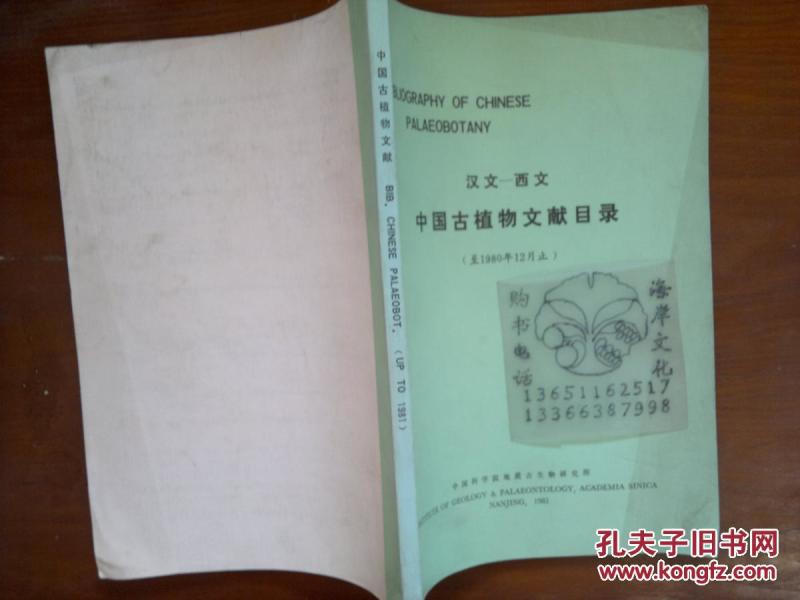 BLIOGRAPHY OF CHINESE
PALAEOBOTANY
汉文—西文
中国古植物文献目录
（至1980年12月止）
购书电话
海岸文化
13651162517
13366387998
中国科学院地质古生物研究所
TITUTE OF GEOLOGY & PALAEONTOLOGY, ACADEMIA SINICA
NANJING, 1981
中国古植物文献 BIB. CHINESE PALAEOBOT. (UP TO 1981)
孔夫子旧书网
www.kongfz.com